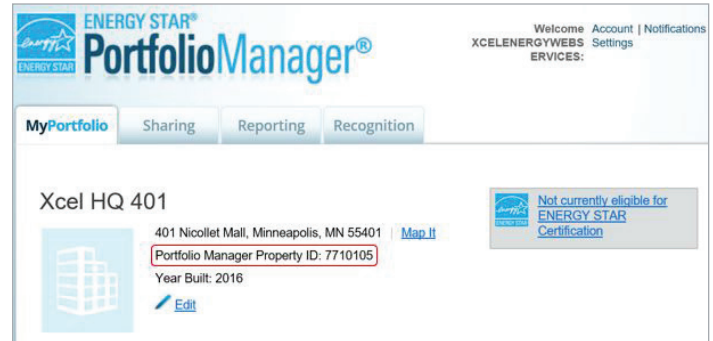 ENERGY STAR
ENERGY STAR®
PortfolioManager®
Welcome Account | Notifications
XCELENERGYWEBS Settings
ERVICES:
MyPortfolio Sharing Reporting Recognition
Xcel HQ 401
401 Nicollet Mall, Minneapolis, MN 55401 | Map It
Portfolio Manager Property ID: 7710105
Year Built: 2016
Edit
Not currently eligible for
ENERGY STAR
Certification